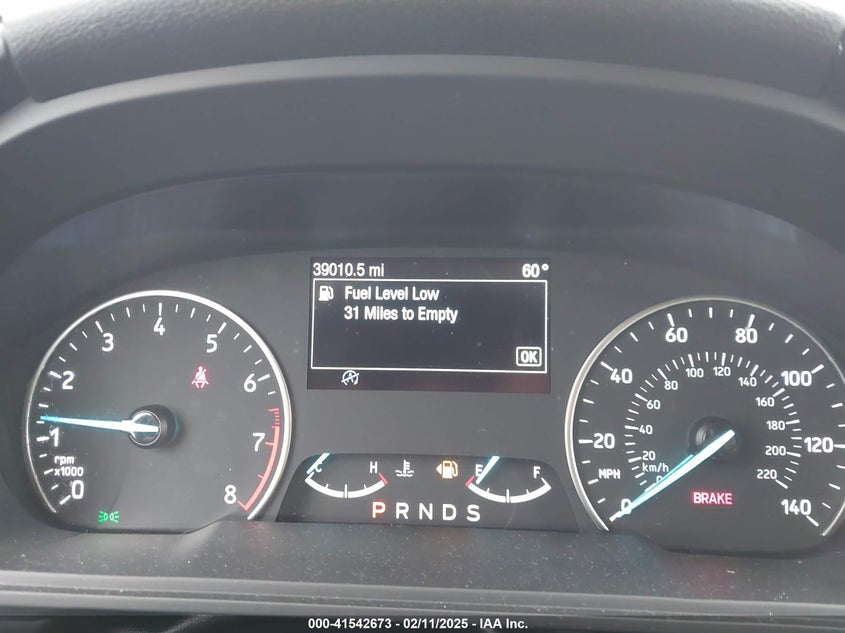 39010.5 mi 60°
Fuel Level Low
31 Miles to Empty
OK
0 1 2 3 4 5 6 7 8
rpm
x1000
C H
E F
P R N D S
0 20 40 60 80 100 120 140
MPH
0 20 40 60 80 100 120 140 160 180 200 220
km/h
BRAKE
000-41542673 - 02/11/2025 - IAA Inc.